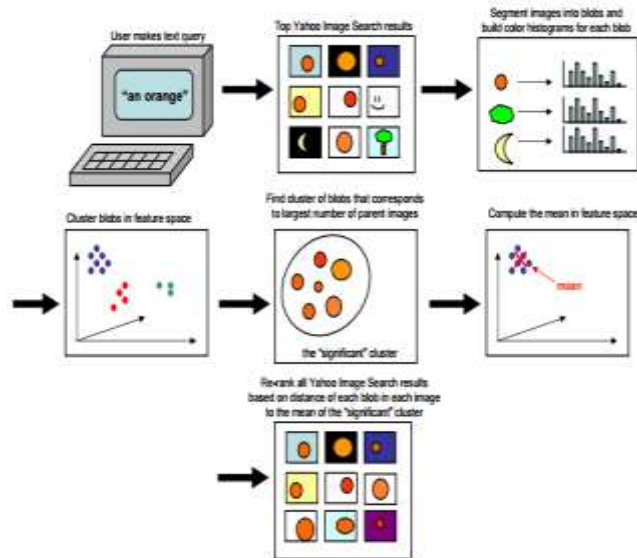 User makes text query
"an orange"
Top Yahoo Image Search results
Segment images into blobs and
build color histograms for each blob
Cluster blobs in feature space
Find cluster of blobs that corresponds
to largest number of parent images
the "significant" cluster
Compute the mean in feature space
mean
Re-rank all Yahoo Image Search results
based on distance of each blob in each image
to the mean of the "significant" cluster